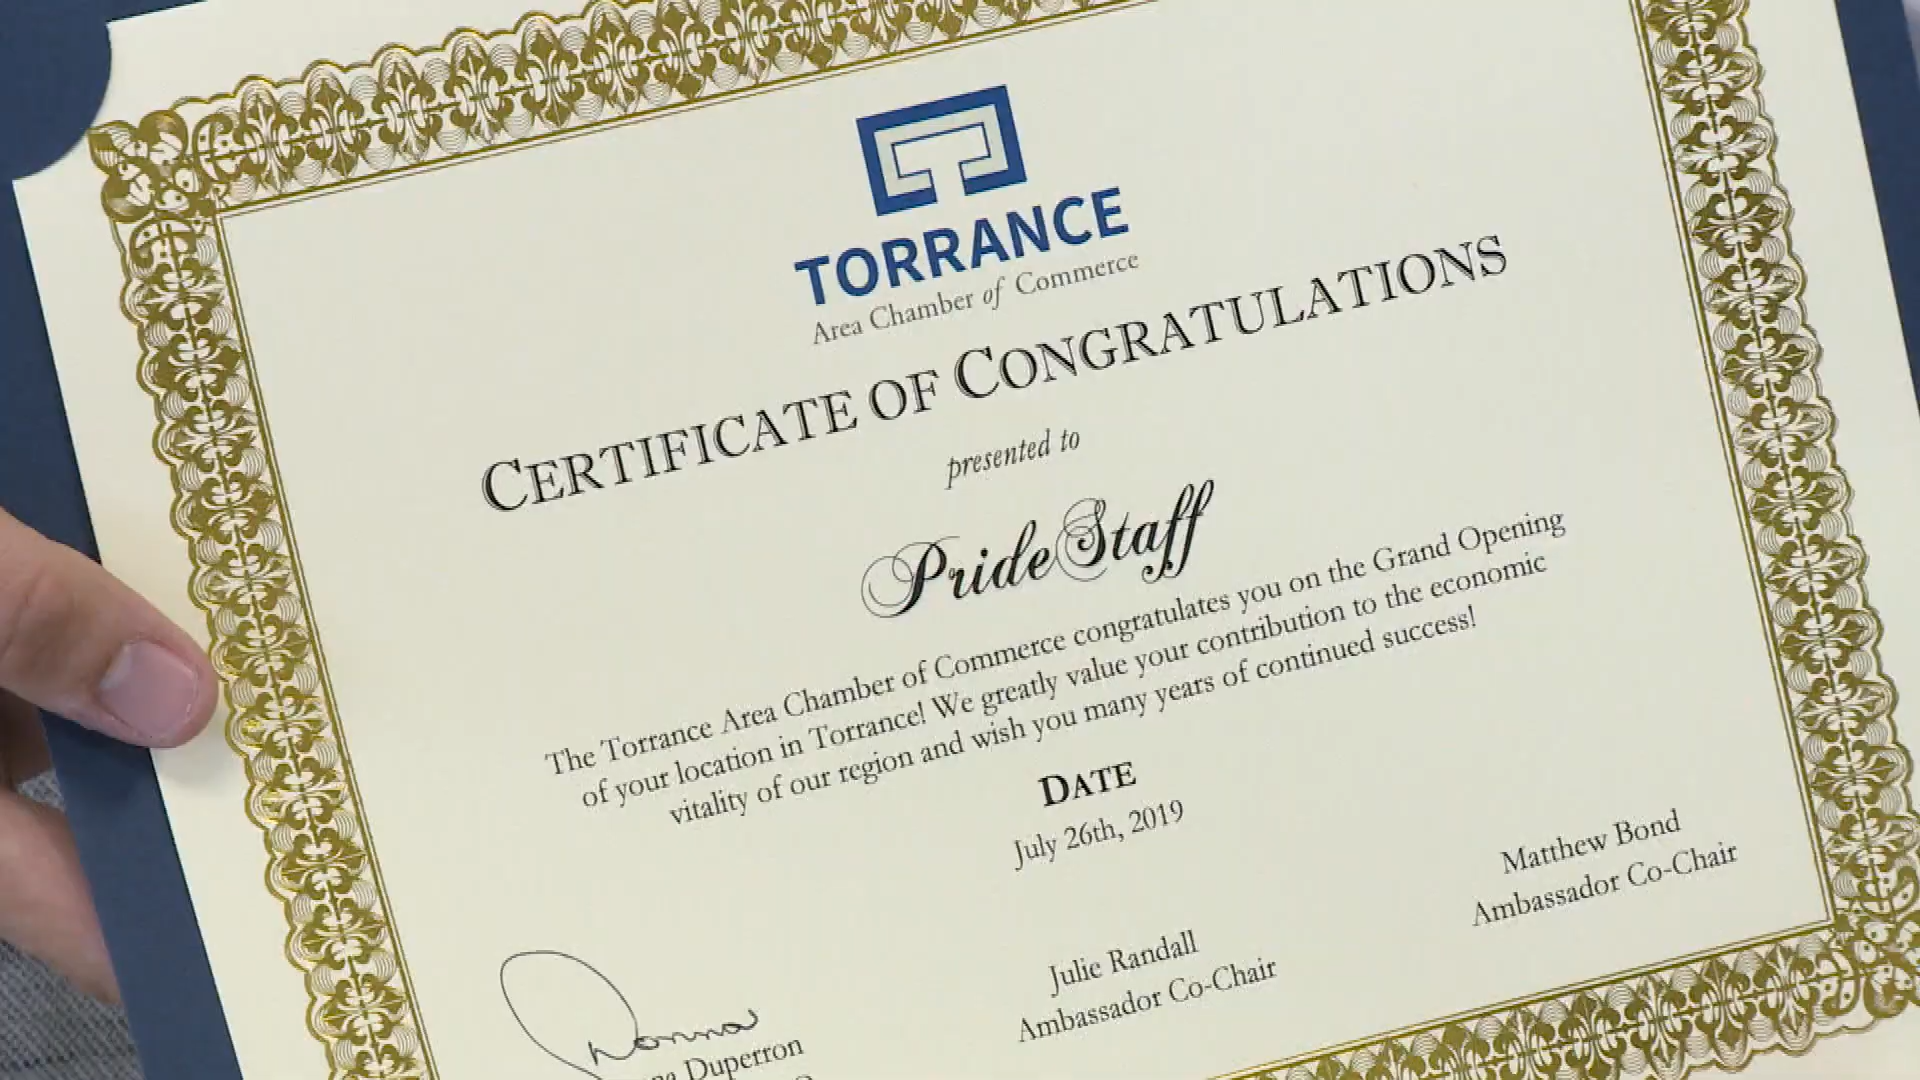 TORRANCE
Area Chamber of Commerce
CERTIFICATE OF CONGRATULATIONS
presented to
PrideStaff
The Torrance Area Chamber of Commerce congratulates you on the Grand Opening
of your location in Torrance! We greatly value your contribution to the economic
vitality of our region and wish you many years of continued success!
DATE
July 26th, 2019
Matthew Bond
Ambassador Co-Chair
Julie Randall
Ambassador Co-Chair
Donna
Duperron